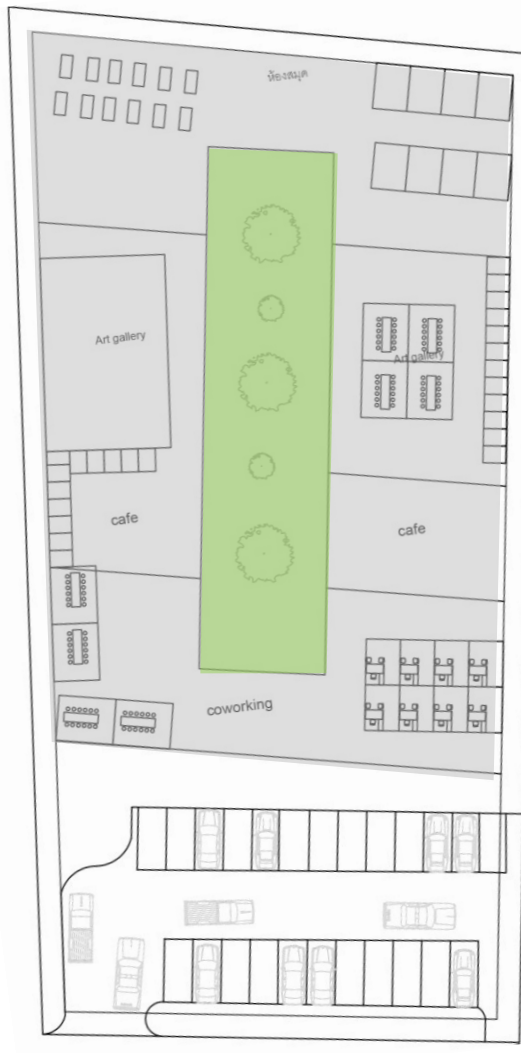 ห้องสมุด
Art gallery
Art gallery
cafe
cafe
coworking